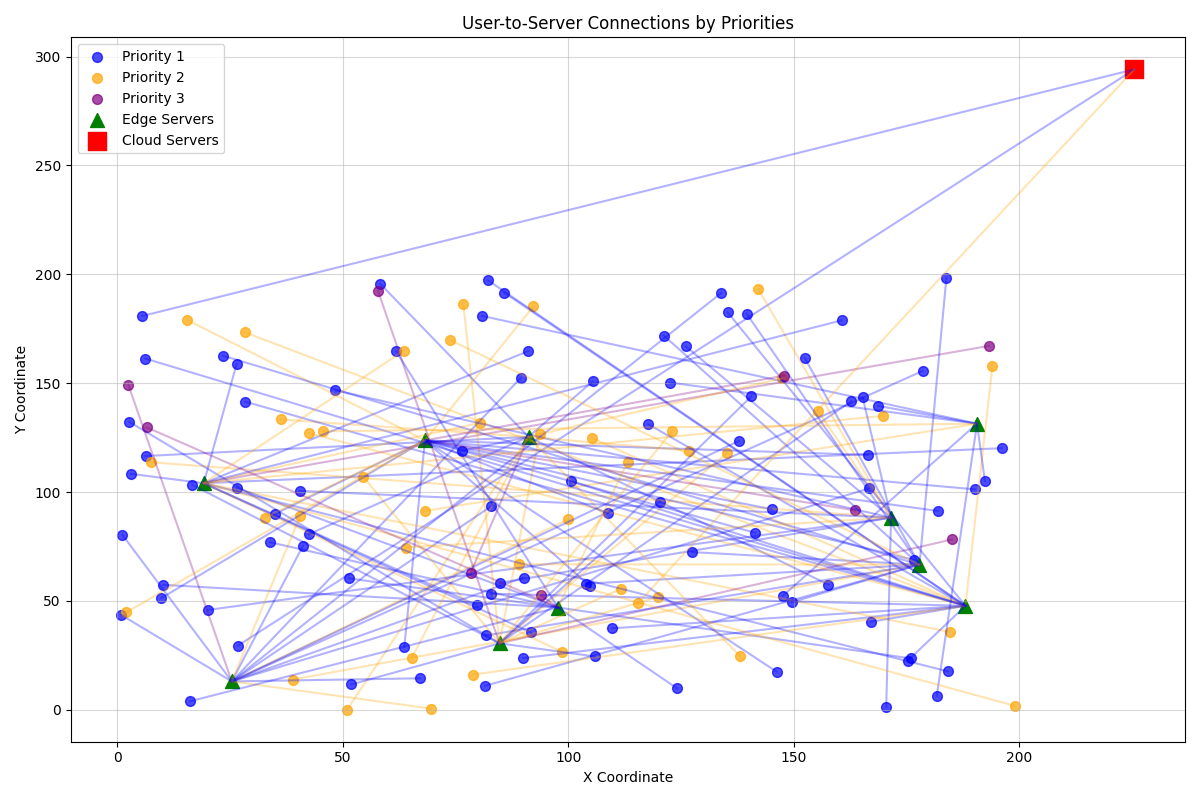 User-to-Server Connections by Priorities
Priority 1
Priority 2
Priority 3
Edge Servers
Cloud Servers
300
250
200
150
100
50
0
Y Coordinate
0
50
100
150
200
X Coordinate